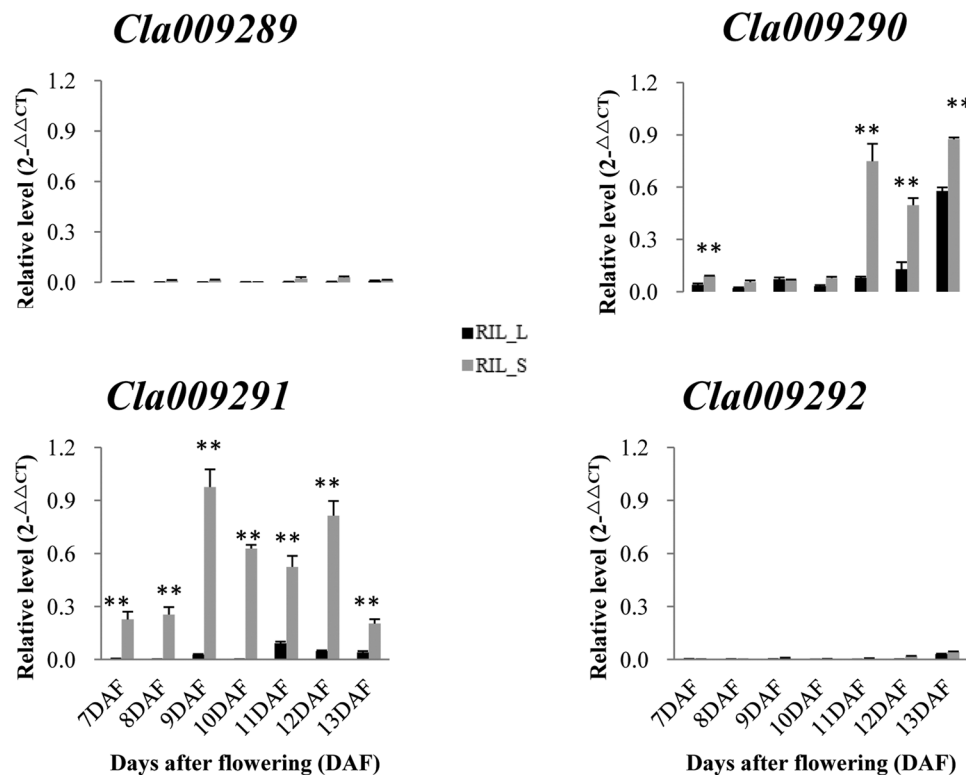 Cla009289
Relative level (2-△△CT)
1.2
0.9
0.6
0.3
0.0
Cla009290
Relative level (2-△△CT)
1.2
0.9
0.6
0.3
0.0
**
**
**
**
RIL_L
RIL_S
Cla009291
Relative level (2-△△CT)
1.2
0.9
0.6
0.3
0.0
**
**
**
**
**
**
**
7DAF
8DAF
9DAF
10DAF
11DAF
12DAF
13DAF
Days after flowering (DAF)
Cla009292
Relative level (2-△△CT)
1.2
0.9
0.6
0.3
0.0
7DAF
8DAF
9DAF
10DAF
11DAF
12DAF
13DAF
Days after flowering (DAF)